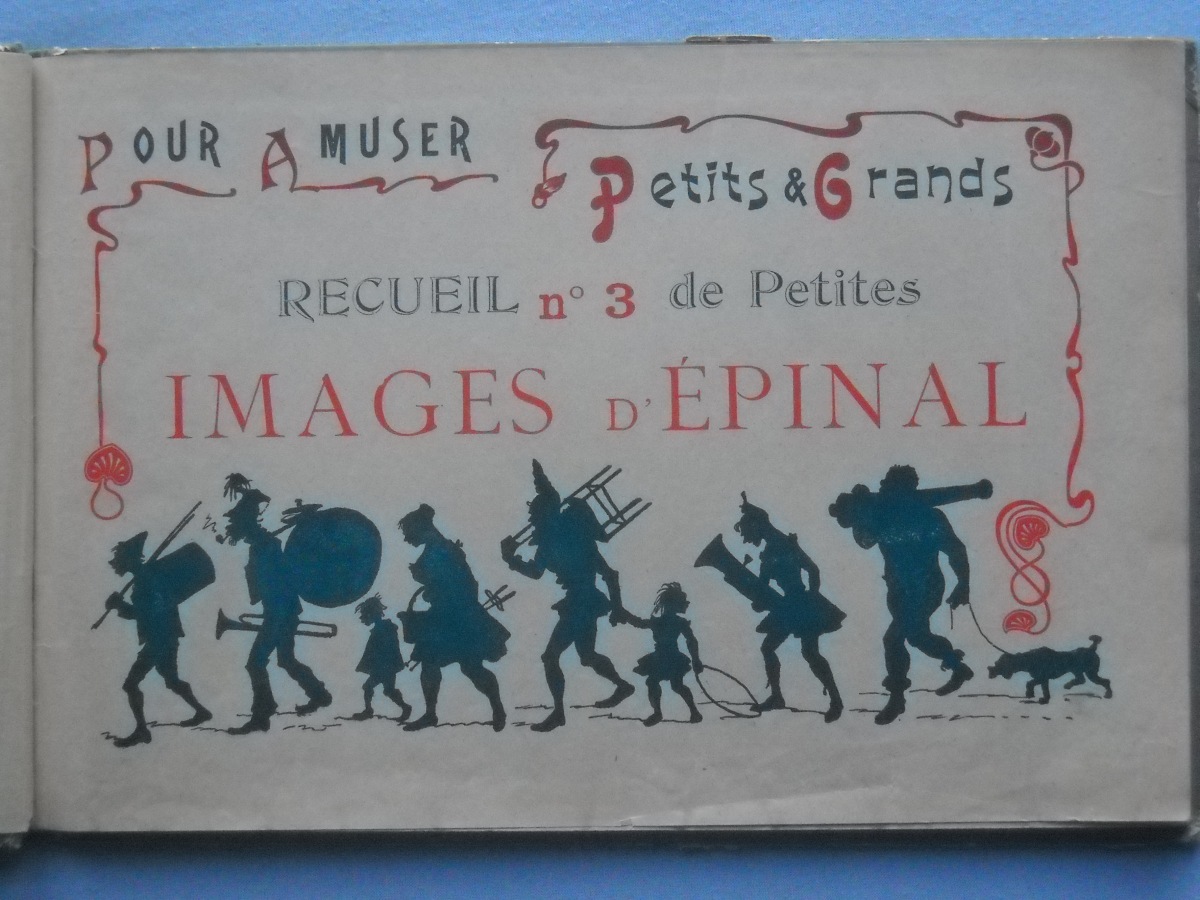 POUR AMUSER
Petits & Grands
RECUEIL n° 3 de Petites
IMAGES D'ÉPINAL